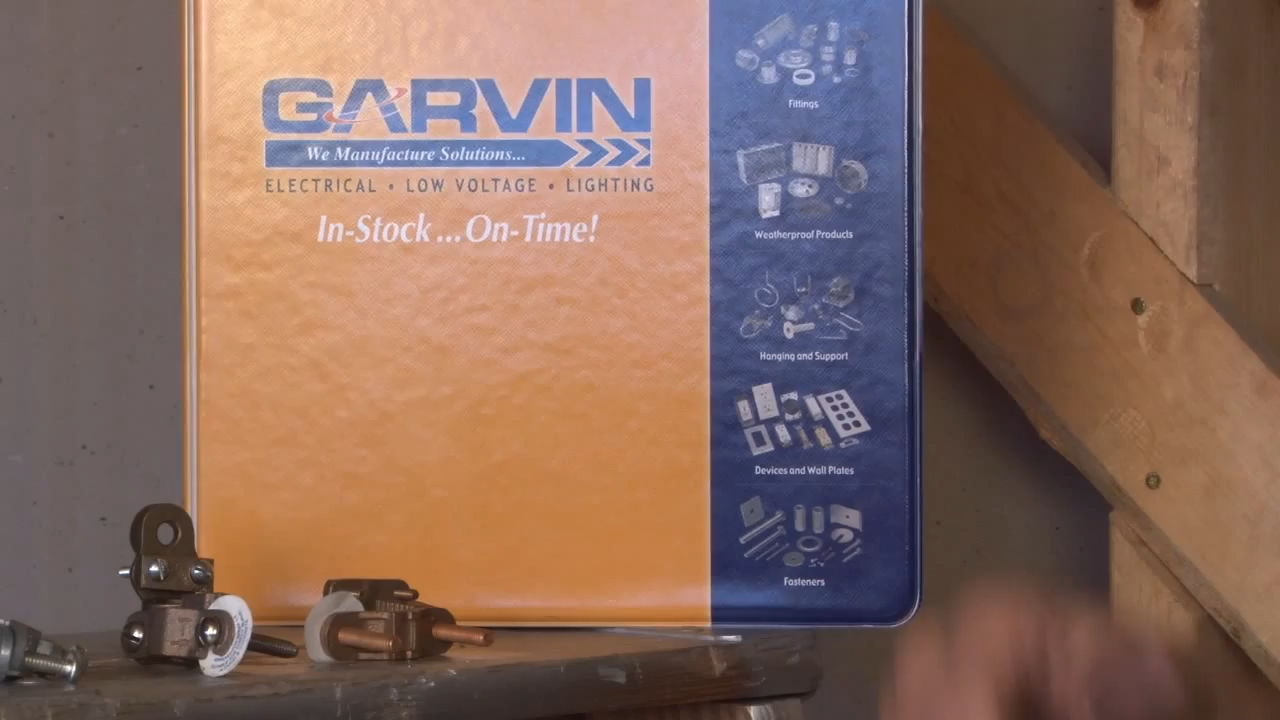 GARVIN
We Manufacture Solutions...
ELECTRICAL • LOW VOLTAGE • LIGHTING
In-Stock...On-Time!
Fittings
Weatherproof Products
Hanging and Support
Devices and Wall Plates
Fasteners